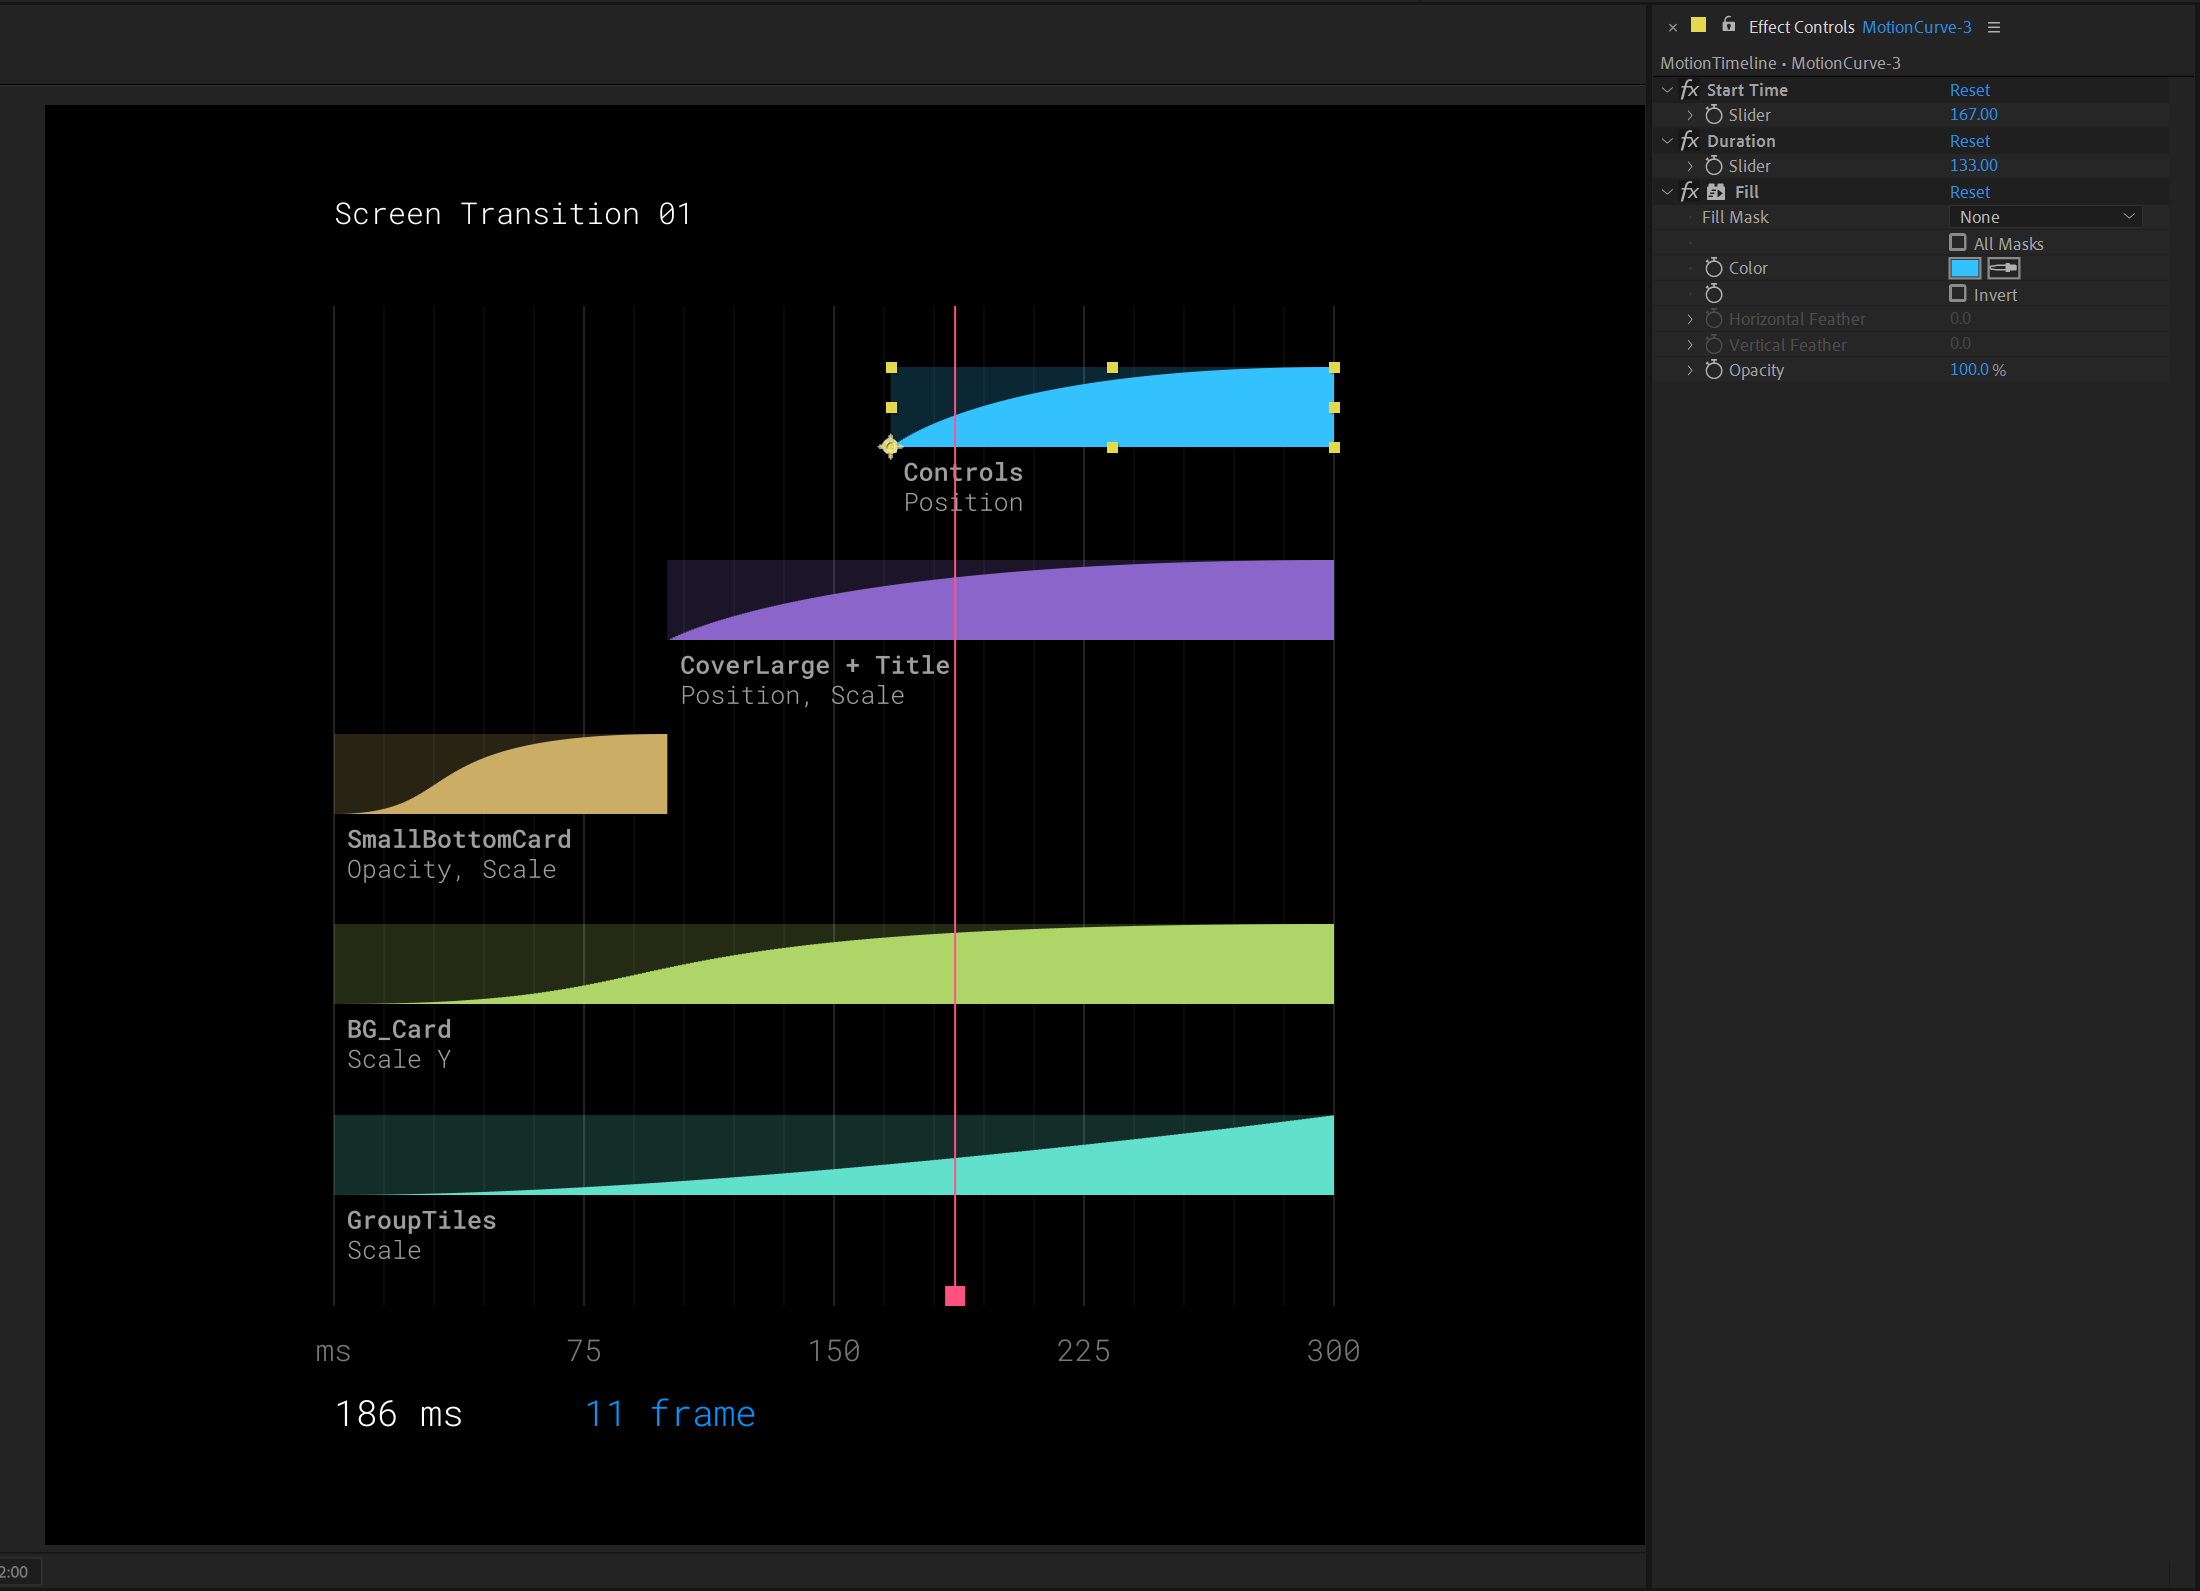 Screen Transition 01
Controls
Position
CoverLarge + Title
Position, Scale
SmallBottomCard
Opacity, Scale
BG_Card
Scale Y
GroupTiles
Scale
ms 75 150 225 300
186 ms 11 frame
2:00
Effect Controls MotionCurve-3
MotionTimeline • MotionCurve-3
fx Start Time Reset
Slider 167.00
fx Duration Reset
Slider 133.00
fx Fill Reset
Fill Mask None
All Masks
Color
Invert
Horizontal Feather 0.0
Vertical Feather 0.0
Opacity 100.0 %